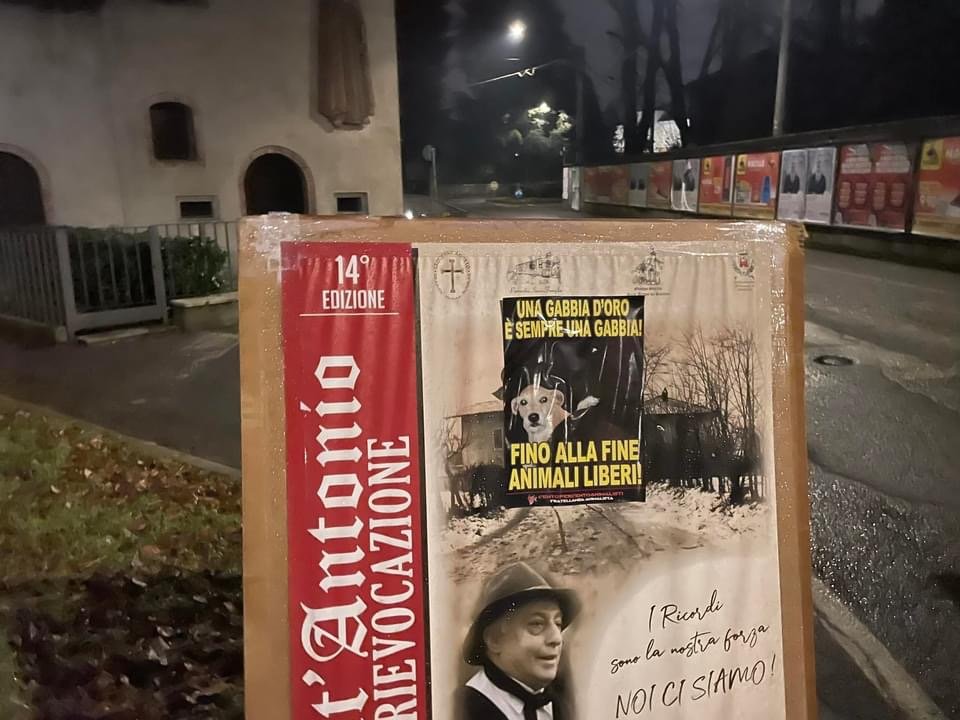 14°
EDIZIONE
t'Antonio
RIEVOCAZIONE
UNA GABBIA D'ORO
È SEMPRE UNA GABBIA!
FINO ALLA FINE
ANIMALI LIBERI!
CENTOPERCENTOANIMALISTI
I Ricordi
sono la nostra forza
NOI CI SIAMO!